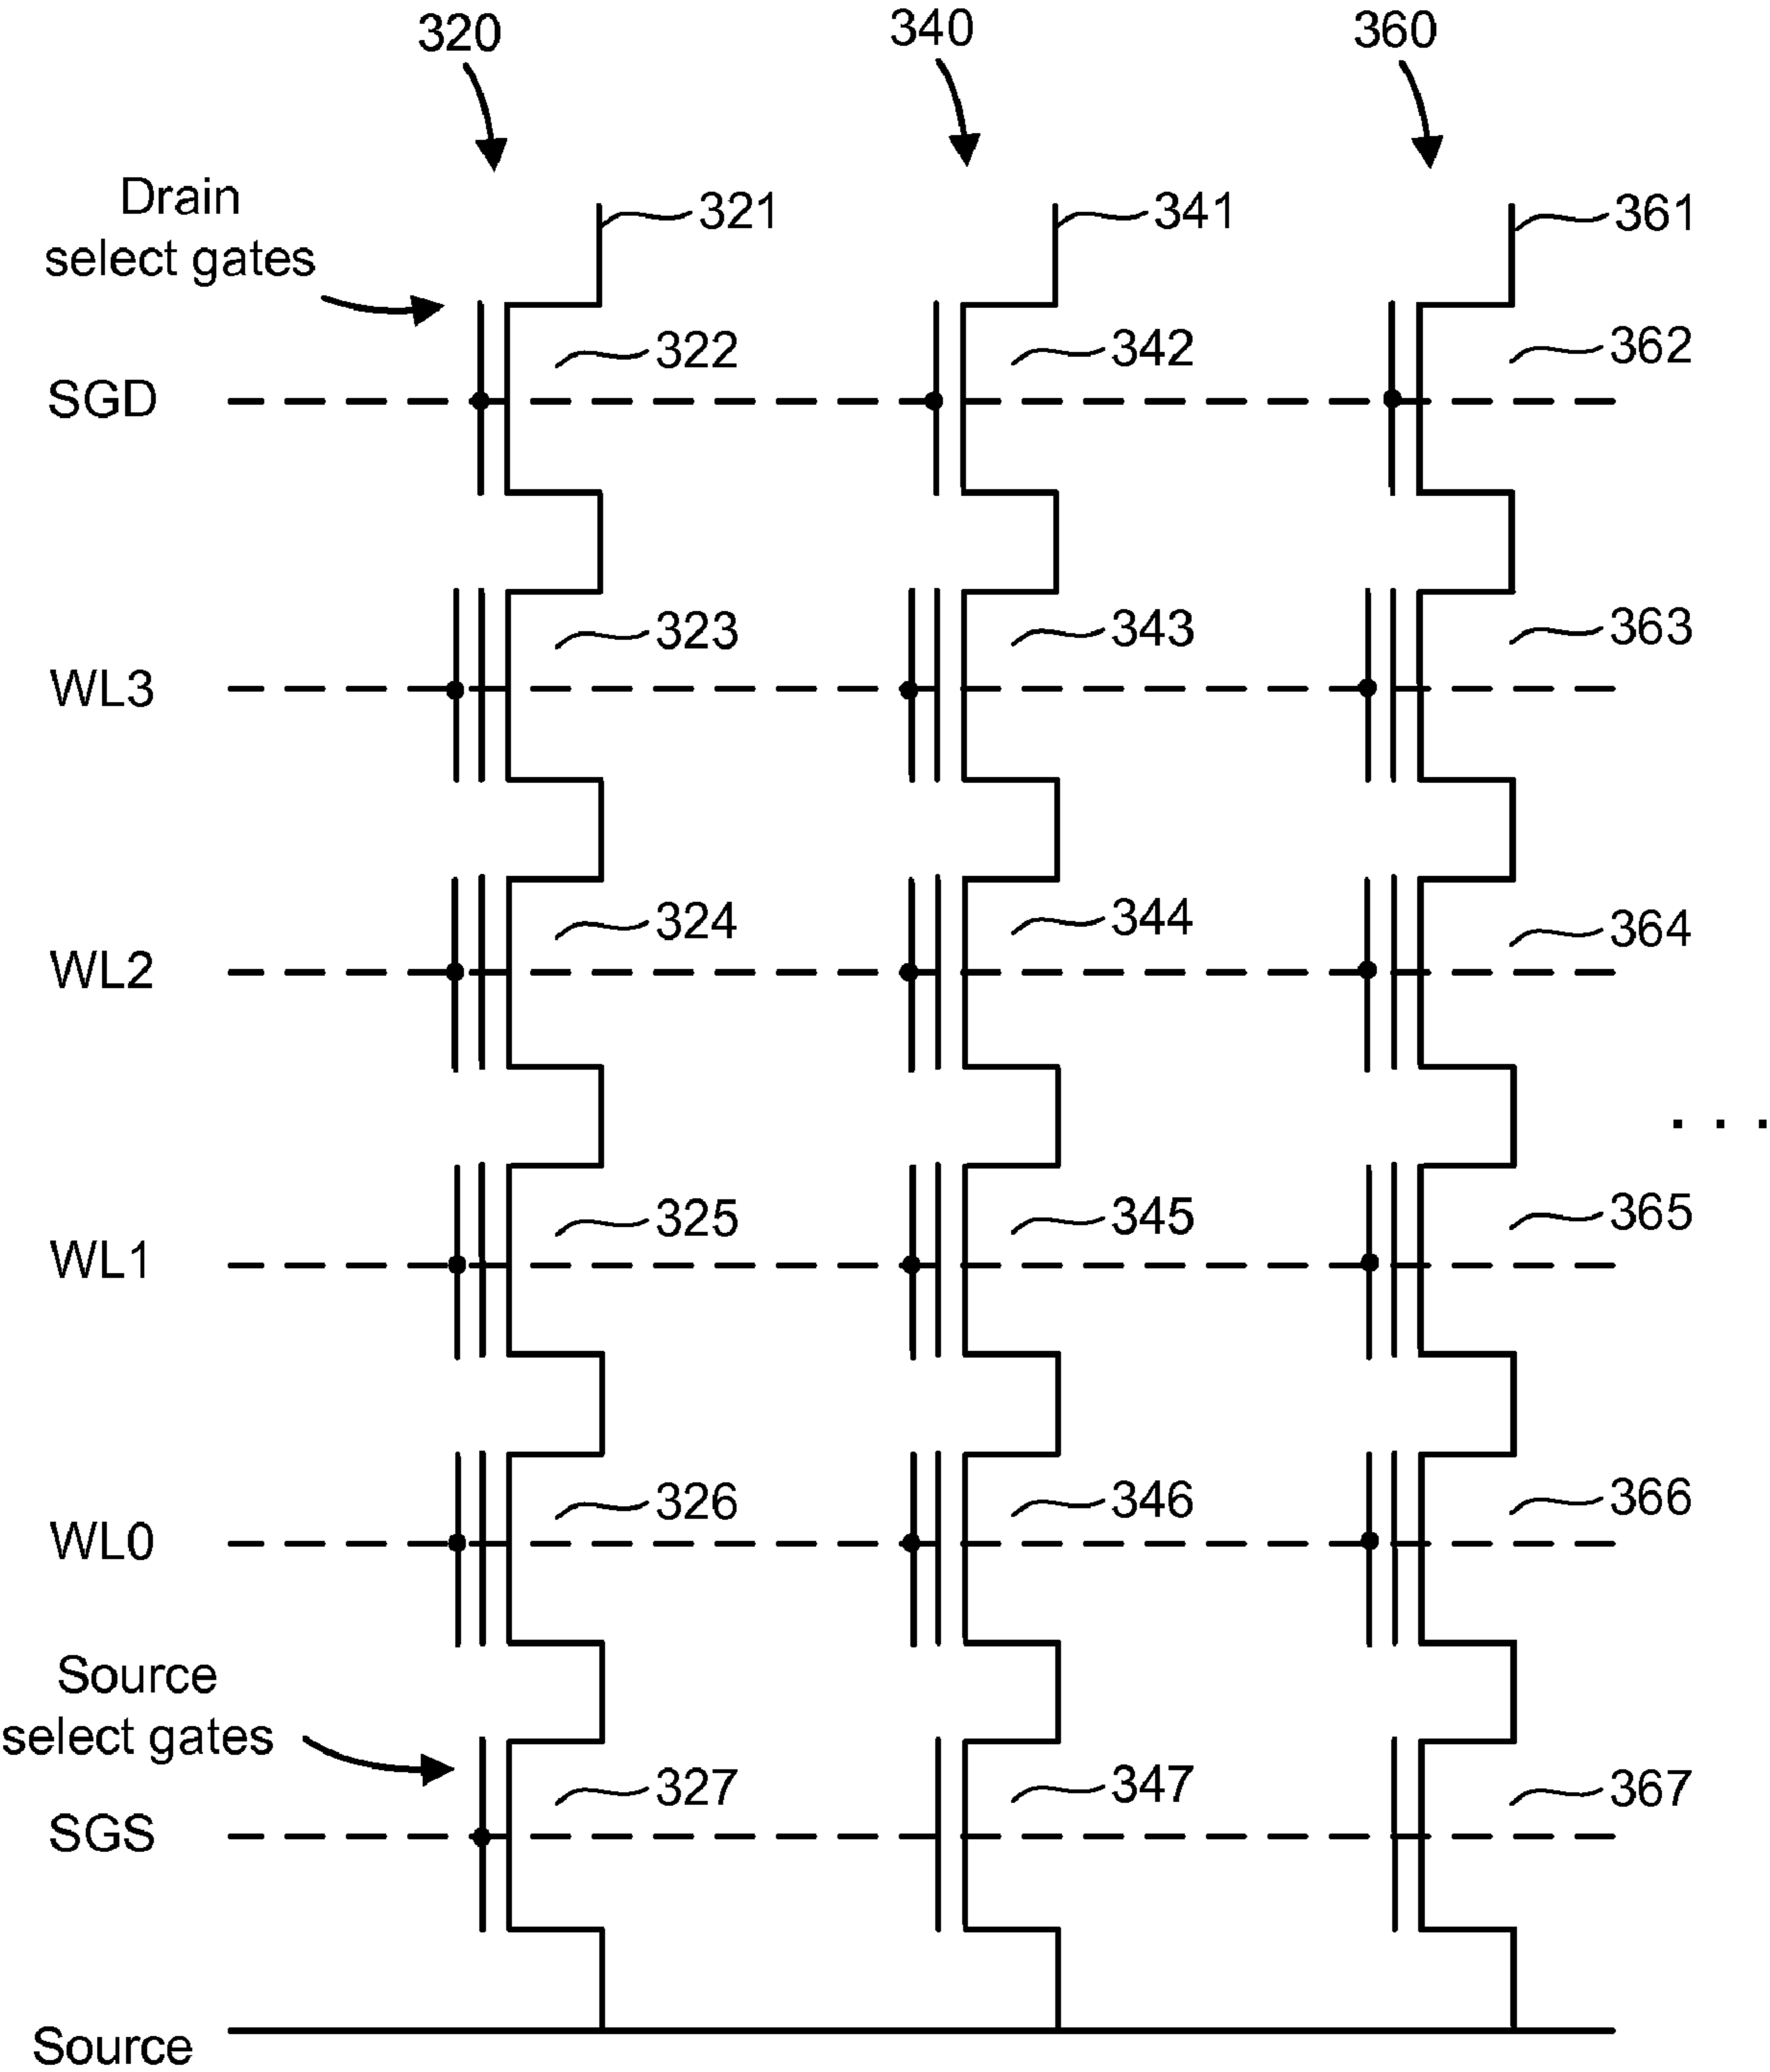 320 340 360
Drain
select gates
321 341 361
322 342 362
SGD
323 343 363
WL3
324 344 364
WL2
. . .
325 345 365
WL1
326 346 366
WL0
Source
select gates
327 347 367
SGS
Source